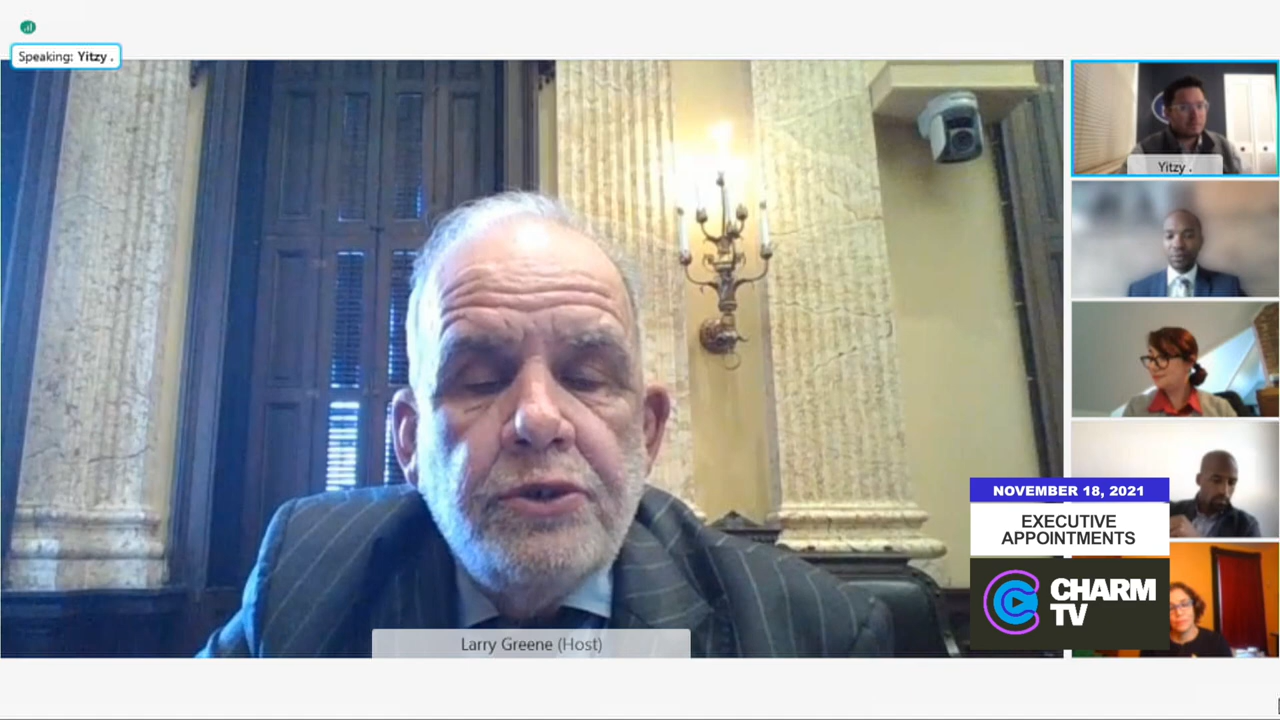 Speaking: Yitzy .
Yitzy .
NOVEMBER 18, 2021
EXECUTIVE
APPOINTMENTS
CHARM
TV
Larry Greene (Host)